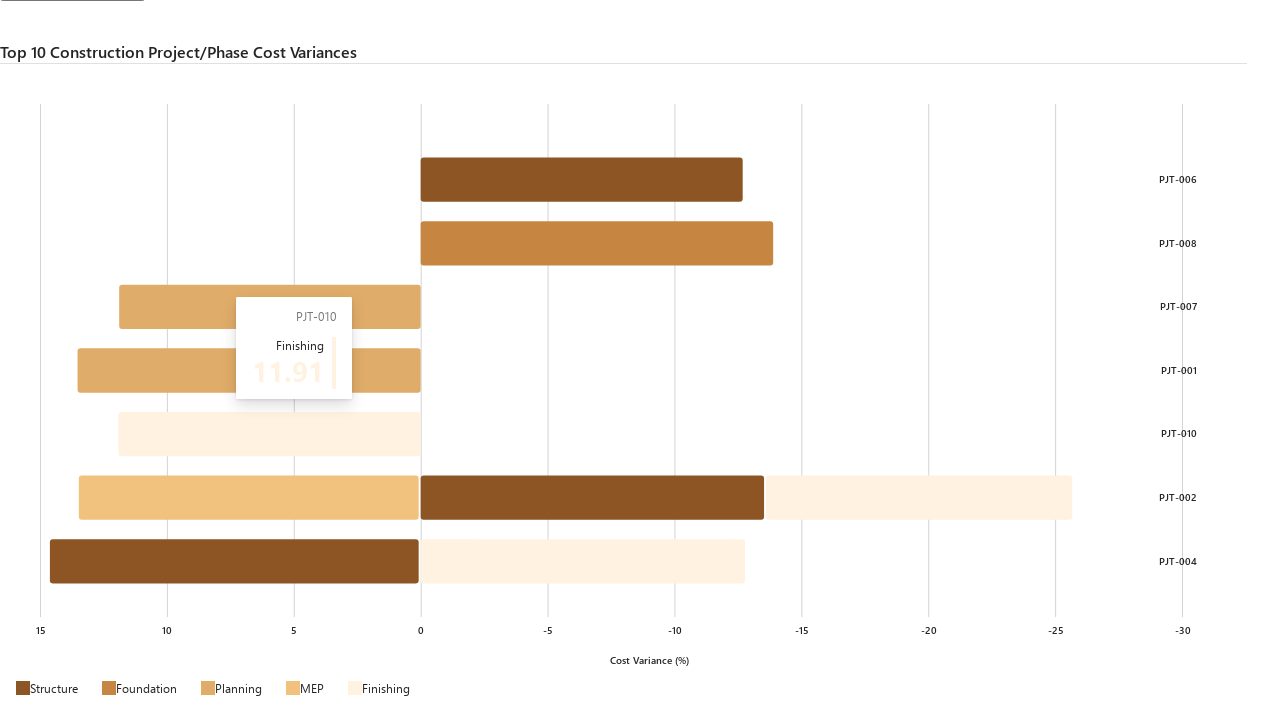 Top 10 Construction Project/Phase Cost Variances
PJT-006
PJT-008
PJT-007
PJT-010
Finishing
11.91
PJT-001
PJT-010
PJT-002
PJT-004
15 10 5 0 -5 -10 -15 -20 -25 -30
Cost Variance (%)
Structure Foundation Planning MEP Finishing